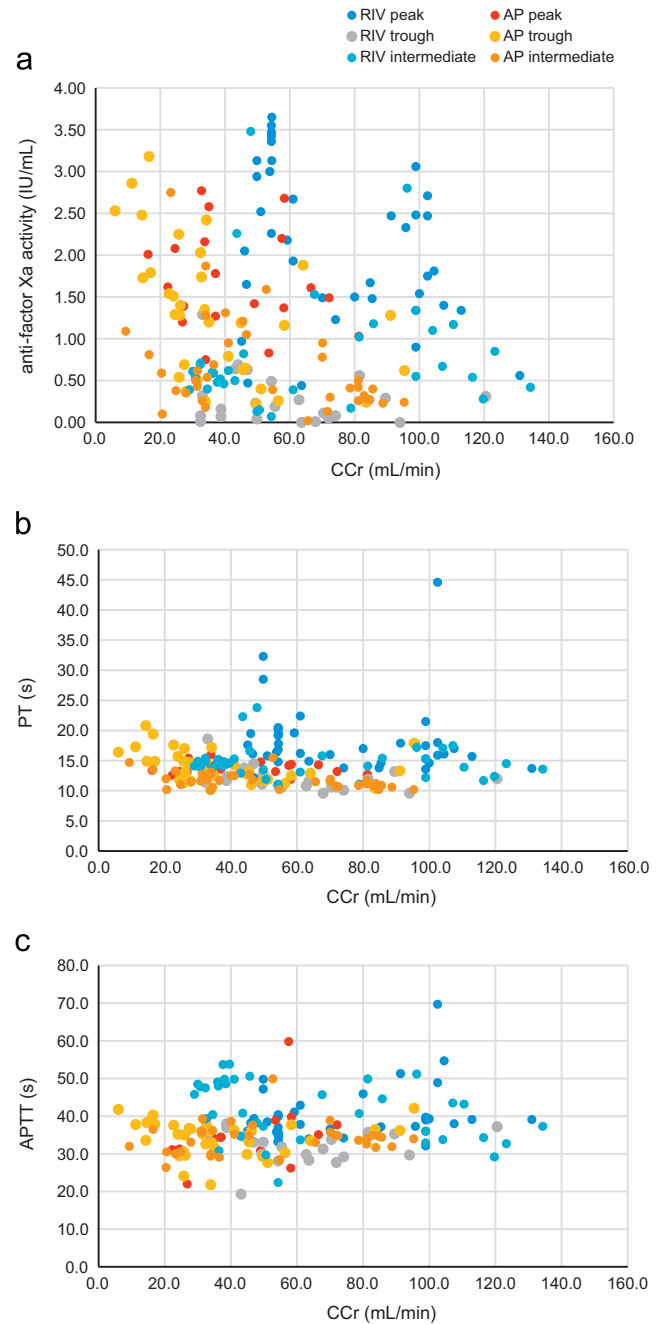 RIV peak AP peak
RIV trough AP trough
RIV intermediate AP intermediate
a
4.00
3.50
3.00
2.50
2.00
1.50
1.00
0.50
0.00
anti-factor Xa activity (IU/mL)
0.0 20.0 40.0 60.0 80.0 100.0 120.0 140.0 160.0
CCr (mL/min)
b
50.0
45.0
40.0
35.0
30.0
25.0
20.0
15.0
10.0
5.0
0.0
PT (s)
0.0 20.0 40.0 60.0 80.0 100.0 120.0 140.0 160.0
CCr (mL/min)
c
80.0
70.0
60.0
50.0
40.0
30.0
20.0
10.0
0.0
APTT (s)
0.0 20.0 40.0 60.0 80.0 100.0 120.0 140.0 160.0
CCr (mL/min)